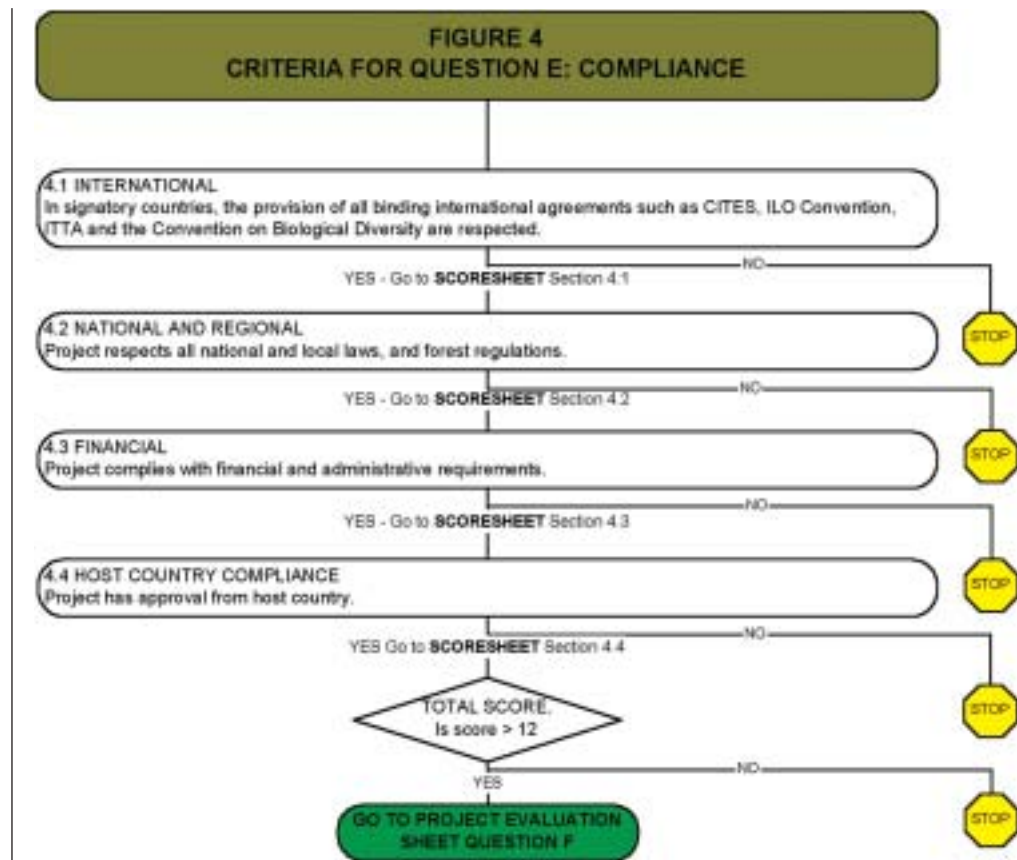 FIGURE 4
CRITERIA FOR QUESTION E: COMPLIANCE
4.1 INTERNATIONAL
In signatory countries, the provision of all binding international agreements such as CITES, ILO Convention,
ITTA and the Convention on Biological Diversity are respected.
NO
YES - Go to SCORESHEET Section 4.1
STOP
4.2 NATIONAL AND REGIONAL
Project respects all national and local laws, and forest regulations.
NO
YES - Go to SCORESHEET Section 4.2
STOP
4.3 FINANCIAL
Project complies with financial and administrative requirements.
NO
YES - Go to SCORESHEET Section 4.3
STOP
4.4 HOST COUNTRY COMPLIANCE
Project has approval from host country.
NO
YES Go to SCORESHEET Section 4.4
STOP
TOTAL SCORE.
Is score > 12
NO
YES
STOP
GO TO PROJECT EVALUATION
SHEET QUESTION F